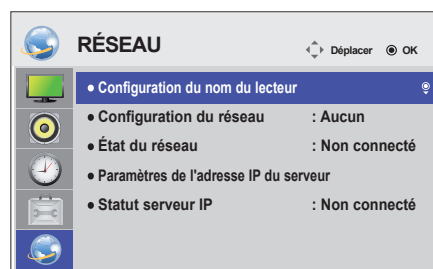 RÉSEAU
Déplacer OK
• Configuration du nom du lecteur
• Configuration du réseau : Aucun
• État du réseau : Non connecté
• Paramètres de l'adresse IP du serveur
• Statut serveur IP : Non connecté